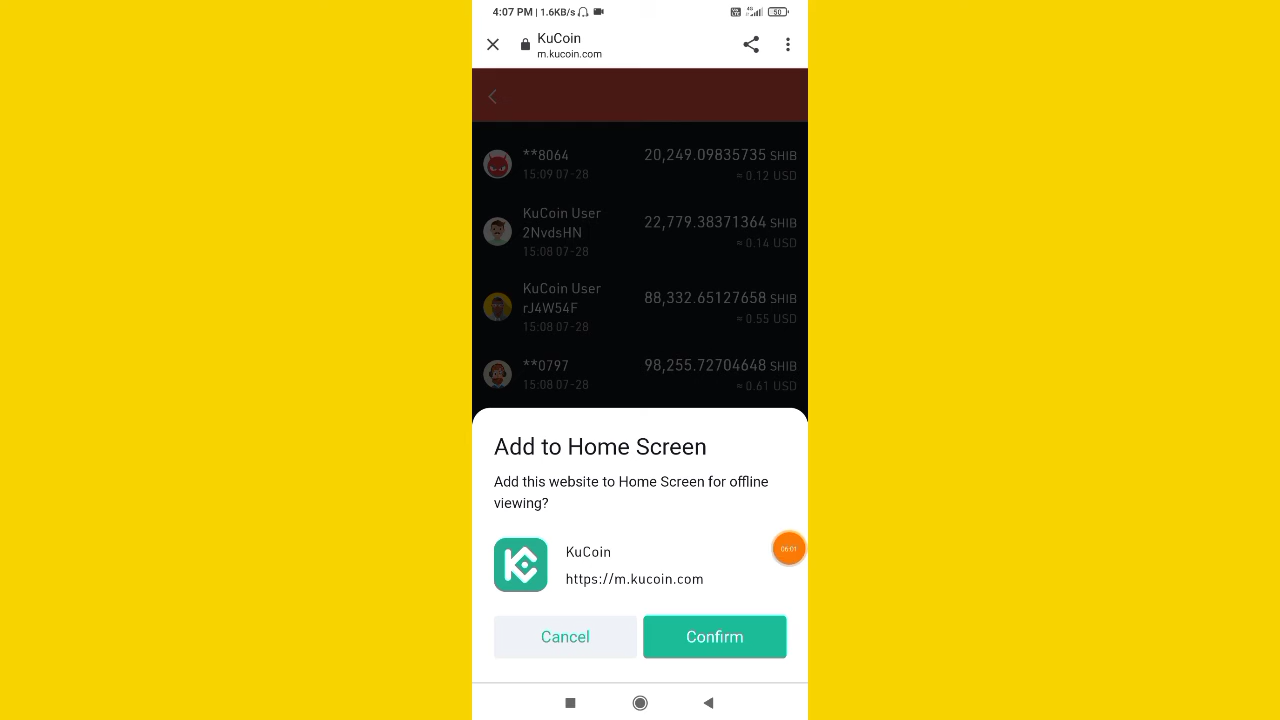 4:07 PM | 1.6KB/s
4G
50
KuCoin
m.kucoin.com
**8064
20,249.09835735 SHIB
15:09 07-28
≈ 0.12 USD
KuCoin User
2NvdsHN
22,779.38371364 SHIB
15:08 07-28
≈ 0.14 USD
KuCoin User
rJ4W54F
88,332.65127658 SHIB
15:08 07-28
≈ 0.55 USD
**0797
98,255.72704648 SHIB
15:08 07-28
≈ 0.61 USD
Add to Home Screen
Add this website to Home Screen for offline
viewing?
KuCoin
https://m.kucoin.com
06:01
Cancel
Confirm